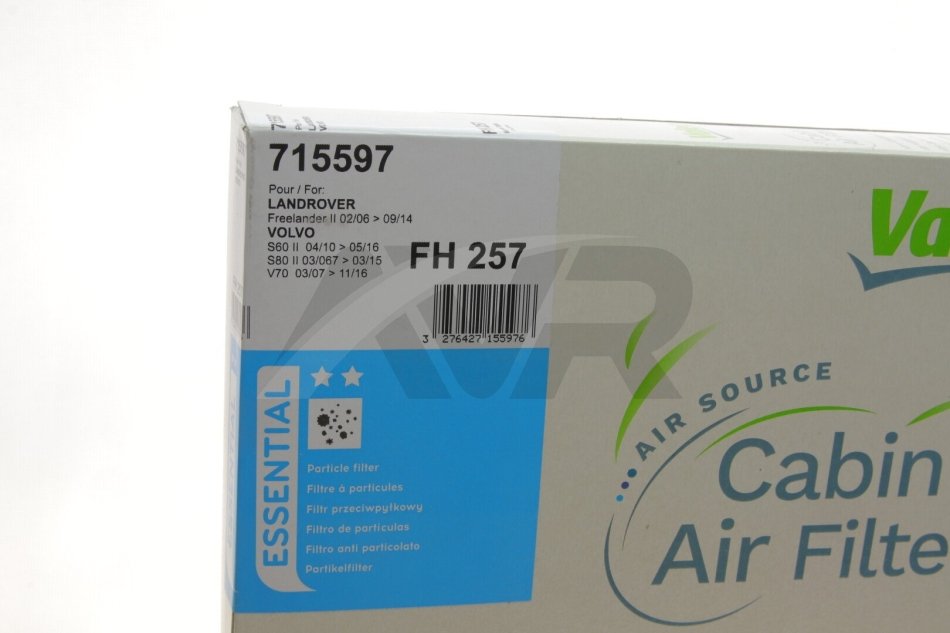 715597
Pour / For:
LANDROVER
Freelander II 02/06 > 09/14
VOLVO
S60 II 04/10 > 05/16
S80 II 03/067 > 03/15
V70 03/07 > 11/16
FH 257
3 276427 155976
AVR
ESSENTIAL
Particle filter
Filtre à particules
Filtr przeciwpyłkowy
Filtro de partículas
Filtro anti particolato
Partikelfilter
Va
AIR SOURCE
Cabin
Air Filte